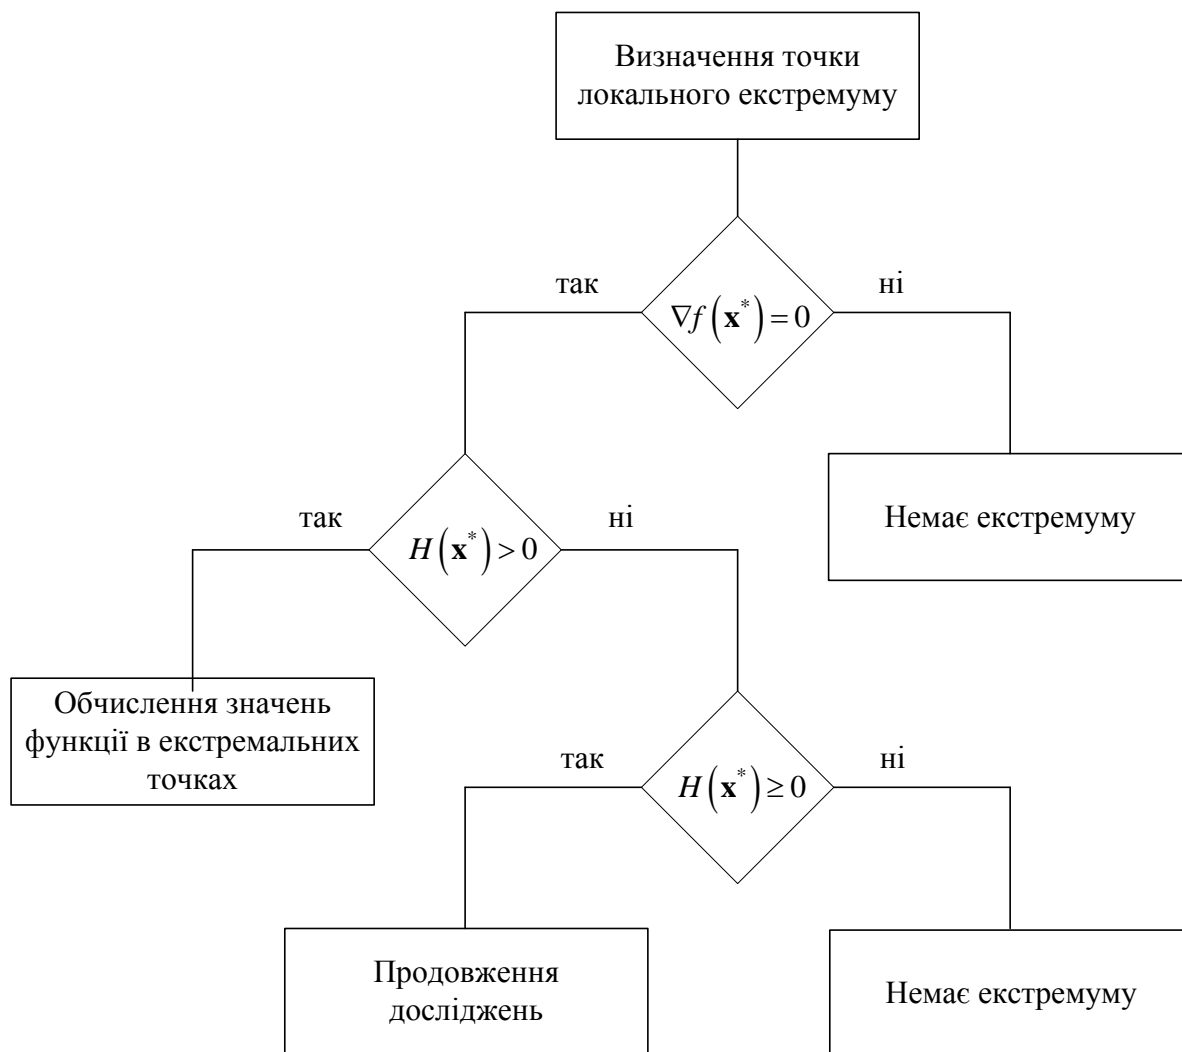 Визначення точки
локального екстремуму
так
ні
∇f(x*)=0
так
ні
Немає екстремуму
H(x*)>0
Обчислення значень
функції в екстремальних
точках
так
ні
H(x*)≥0
Продовження
досліджень
Немає екстремуму